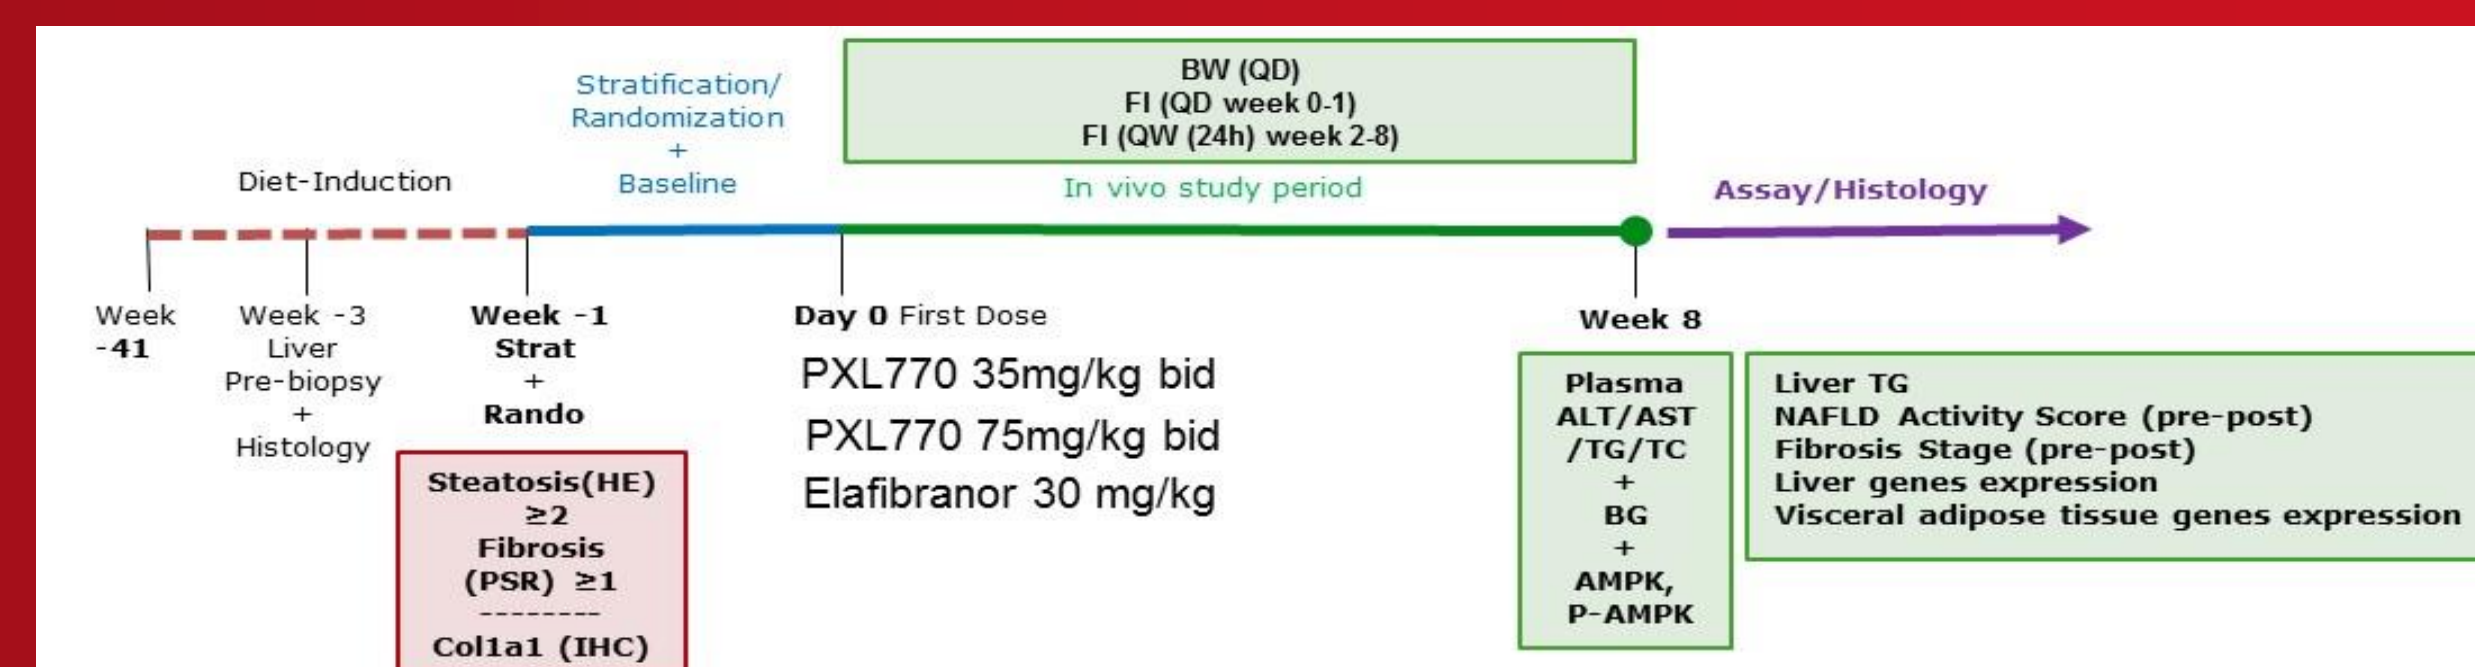 BW (QD)
FI (QD week 0-1)
FI (QW (24h) week 2-8)
Stratification/
Randomization
+
Baseline
Diet-Induction
In vivo study period
Assay/Histology
Week
-41
Week -3
Liver
Pre-biopsy
+
Histology
Week -1
Strat
+
Rando
Steatosis(HE)
≥2
Fibrosis
(PSR) ≥1
--------
Col1a1 (IHC)
Day 0 First Dose
PXL770 35mg/kg bid
PXL770 75mg/kg bid
Elafibranor 30 mg/kg
Week 8
Plasma
ALT/AST
/TG/TC
+
BG
+
AMPK,
P-AMPK
Liver TG
NAFLD Activity Score (pre-post)
Fibrosis Stage (pre-post)
Liver genes expression
Visceral adipose tissue genes expression